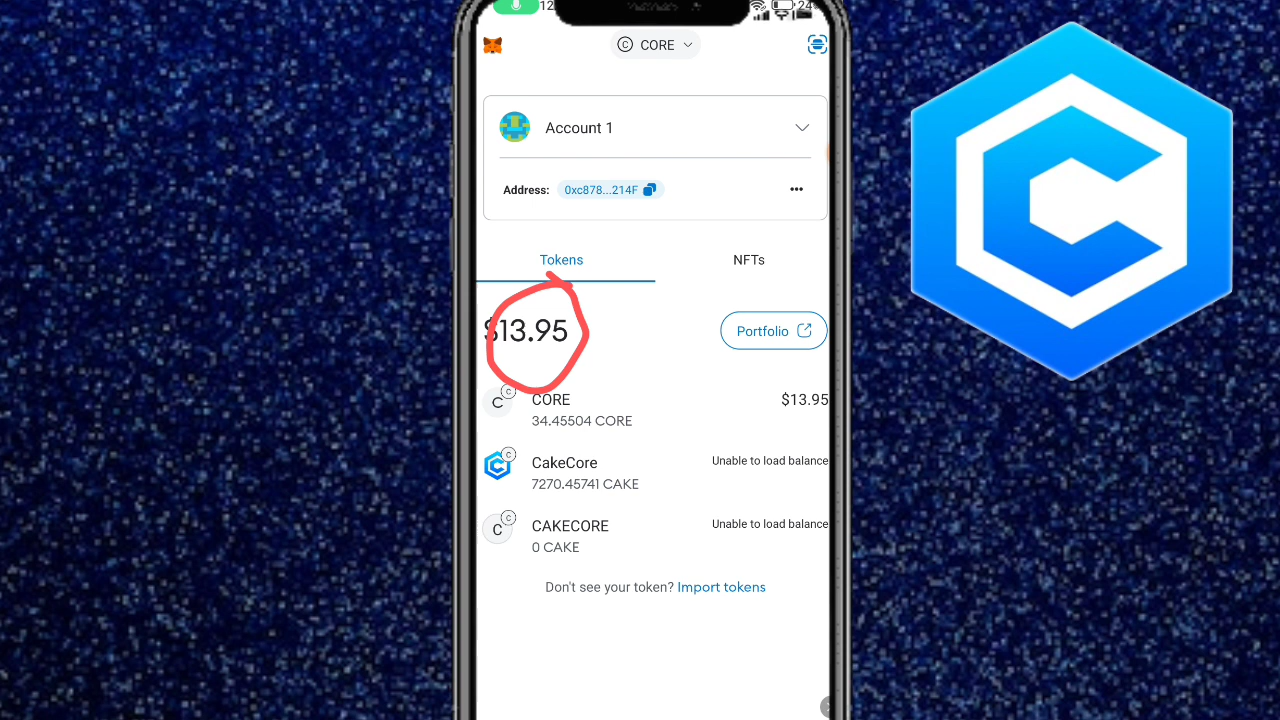 12
24
CORE
Account 1
Address: 0xc878...214F
Tokens
NFTs
$13.95
Portfolio
CORE
$13.95
34.45504 CORE
CakeCore
Unable to load balance
7270.45741 CAKE
CAKECORE
Unable to load balance
0 CAKE
Don't see your token? Import tokens